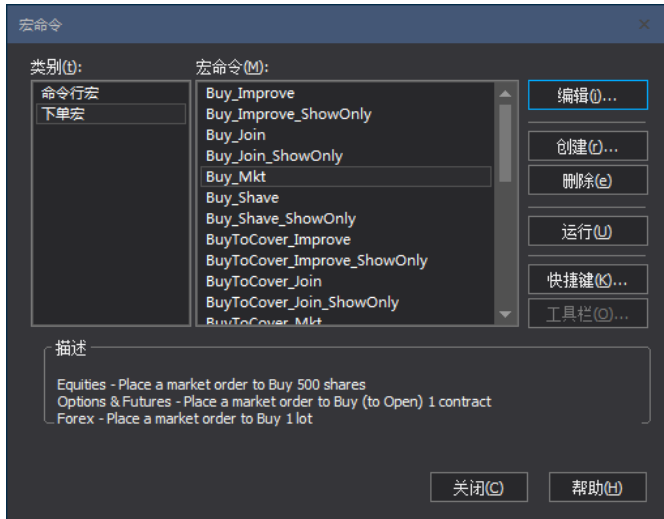 宏命令
类别(t):
命令行宏
下单宏
宏命令(M):
Buy_Improve
Buy_Improve_ShowOnly
Buy_Join
Buy_Join_ShowOnly
Buy_Mkt
Buy_Shave
Buy_Shave_ShowOnly
BuyToCover_Improve
BuyToCover_Improve_ShowOnly
BuyToCover_Join
BuyToCover_Join_ShowOnly
BuyToCover_Mkt
编辑(i)...
创建(r)...
删除(e)
运行(U)
快捷键(K)...
工具栏(O)...
描述
Equities - Place a market order to Buy 500 shares
Options & Futures - Place a market order to Buy (to Open) 1 contract
Forex - Place a market order to Buy 1 lot
关闭(C)
帮助(H)